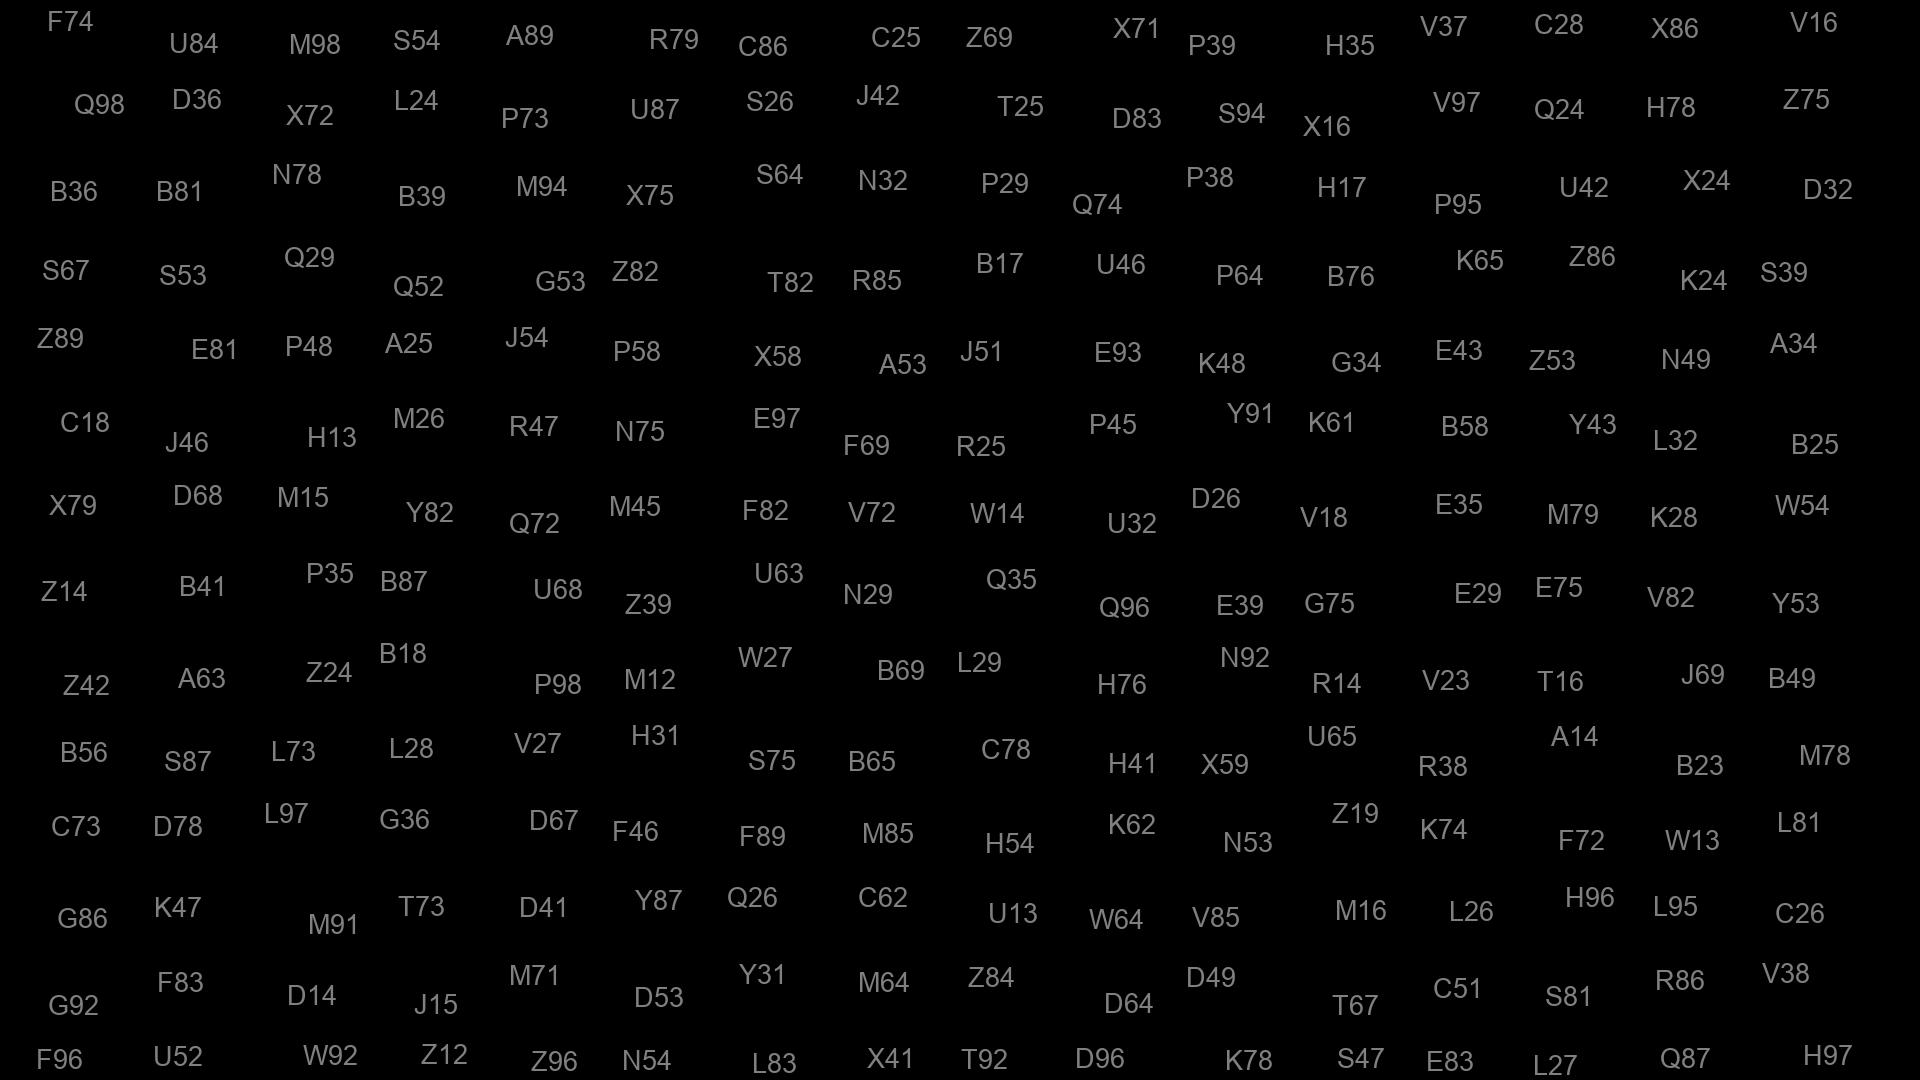 F74 U84 M98 S54 A89 R79 C86 C25 Z69 X71 P39 H35 V37 C28 X86 V16
Q98 D36 X72 L24 P73 U87 S26 J42 T25 D83 S94 X16 V97 Q24 H78 Z75
B36 B81 N78 B39 M94 X75 S64 N32 P29 Q74 P38 H17 P95 U42 X24 D32
S67 S53 Q29 Q52 G53 Z82 T82 R85 B17 U46 P64 B76 K65 Z86 K24 S39
Z89 E81 P48 A25 J54 P58 X58 A53 J51 E93 K48 G34 E43 Z53 N49 A34
C18 J46 H13 M26 R47 N75 E97 F69 R25 P45 Y91 K61 B58 Y43 L32 B25
X79 D68 M15 Y82 Q72 M45 F82 V72 W14 U32 D26 V18 E35 M79 K28 W54
Z14 B41 P35 B87 U68 Z39 U63 N29 Q35 Q96 E39 G75 E29 E75 V82 Y53
Z42 A63 Z24 B18 P98 M12 W27 B69 L29 H76 N92 R14 V23 T16 J69 B49
B56 S87 L73 L28 V27 H31 S75 B65 C78 H41 X59 U65 R38 A14 B23 M78
C73 D78 L97 G36 D67 F46 F89 M85 H54 K62 N53 Z19 K74 F72 W13 L81
G86 K47 M91 T73 D41 Y87 Q26 C62 U13 W64 V85 M16 L26 H96 L95 C26
G92 F83 D14 J15 M71 D53 Y31 M64 Z84 D64 D49 T67 C51 S81 R86 V38
F96 U52 W92 Z12 Z96 N54 L83 X41 T92 D96 K78 S47 E83 L27 Q87 H97